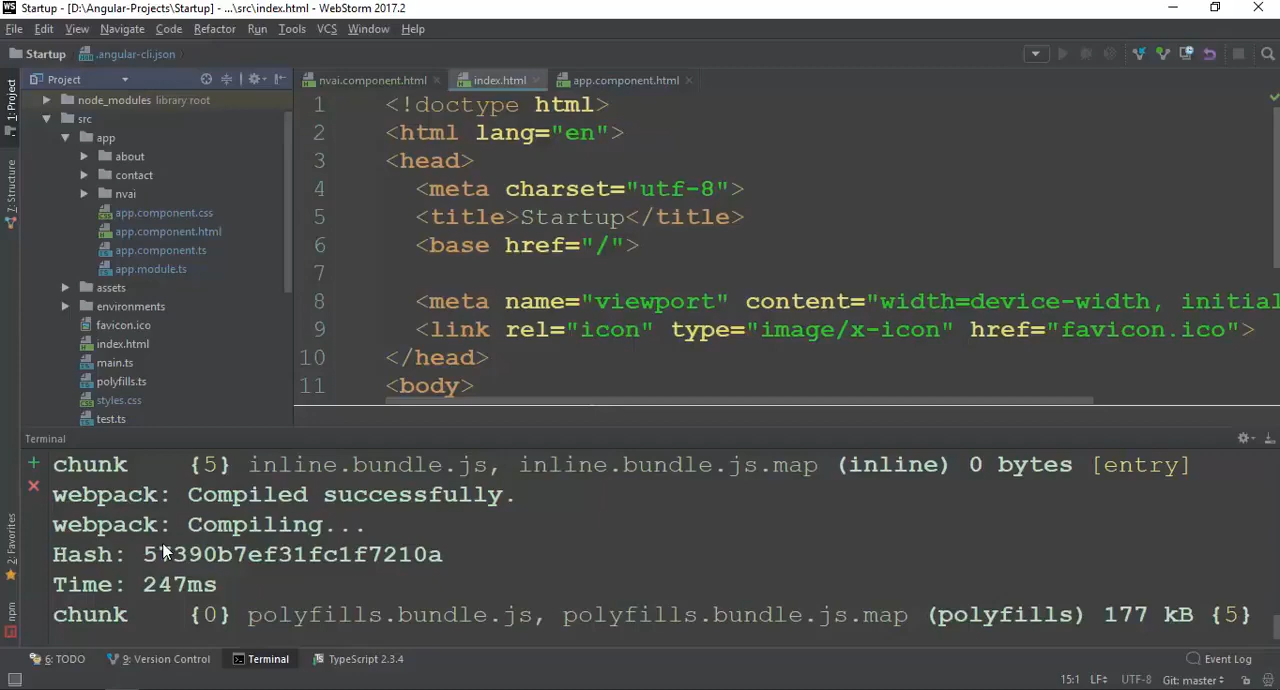 WS Startup - [D:\Angular-Projects\Startup] - ...\src\index.html - WebStorm 2017.2
File Edit View Navigate Code Refactor Run Tools VCS Window Help
Startup .angular-cli.json
Project
nvai.component.html index.html app.component.html
1: Project
7: Structure
2: Favorites
npm
node_modules library root
src
app
about
contact
nvai
app.component.css
app.component.html
app.component.ts
app.module.ts
assets
environments
favicon.ico
index.html
main.ts
polyfills.ts
styles.css
test.ts
1 <!doctype html>
2 <html lang="en">
3 <head>
4 <meta charset="utf-8">
5 <title>Startup</title>
6 <base href="/">
7
8 <meta name="viewport" content="width=device-width, initial
9 <link rel="icon" type="image/x-icon" href="favicon.ico">
10 </head>
11 <body>
Terminal
chunk {5} inline.bundle.js, inline.bundle.js.map (inline) 0 bytes [entry]
webpack: Compiled successfully.
webpack: Compiling...
Hash: 390b7ef31fc1f7210a
Time: 247ms
chunk {0} polyfills.bundle.js, polyfills.bundle.js.map (polyfills) 177 kB {5}
6: TODO 9: Version Control Terminal TypeScript 2.3.4 Event Log
15:1 LF UTF-8 Git: master